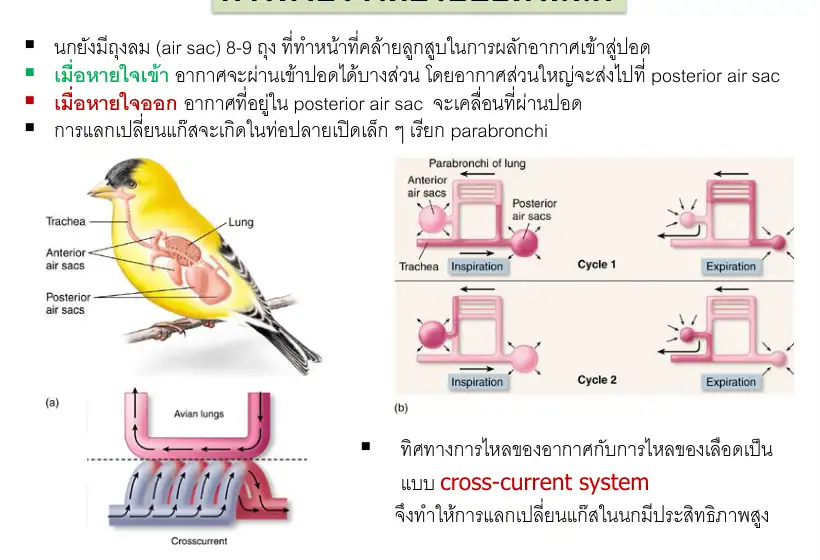 นกยังมีถุงลม (air sac) 8-9 ถุง ที่ทำหน้าที่คล้ายลูกสูบในการผลักอากาศเข้าสู่ปอด
เมื่อหายใจเข้า อากาศจะผ่านเข้าปอดได้บางส่วน โดยอากาศส่วนใหญ่จะส่งไปที่ posterior air sac
เมื่อหายใจออก อากาศที่อยู่ใน posterior air sac จะเคลื่อนที่ผ่านปอด
การแลกเปลี่ยนแก๊สจะเกิดในท่อปลายเปิดเล็ก ๆ เรียก parabronchi
Trachea
Anterior
air sacs
Posterior
air sacs
Lung
(a)
Parabronchi of lung
Anterior
air sacs
Posterior
air sacs
Trachea
Inspiration
Cycle 1
Expiration
Inspiration
Cycle 2
Expiration
(b)
Avian lungs
Crosscurrent
ทิศทางการไหลของอากาศกับการไหลของเลือดเป็น
แบบ cross-current system
จึงทำให้การแลกเปลี่ยนแก๊สในนกมีประสิทธิภาพสูง